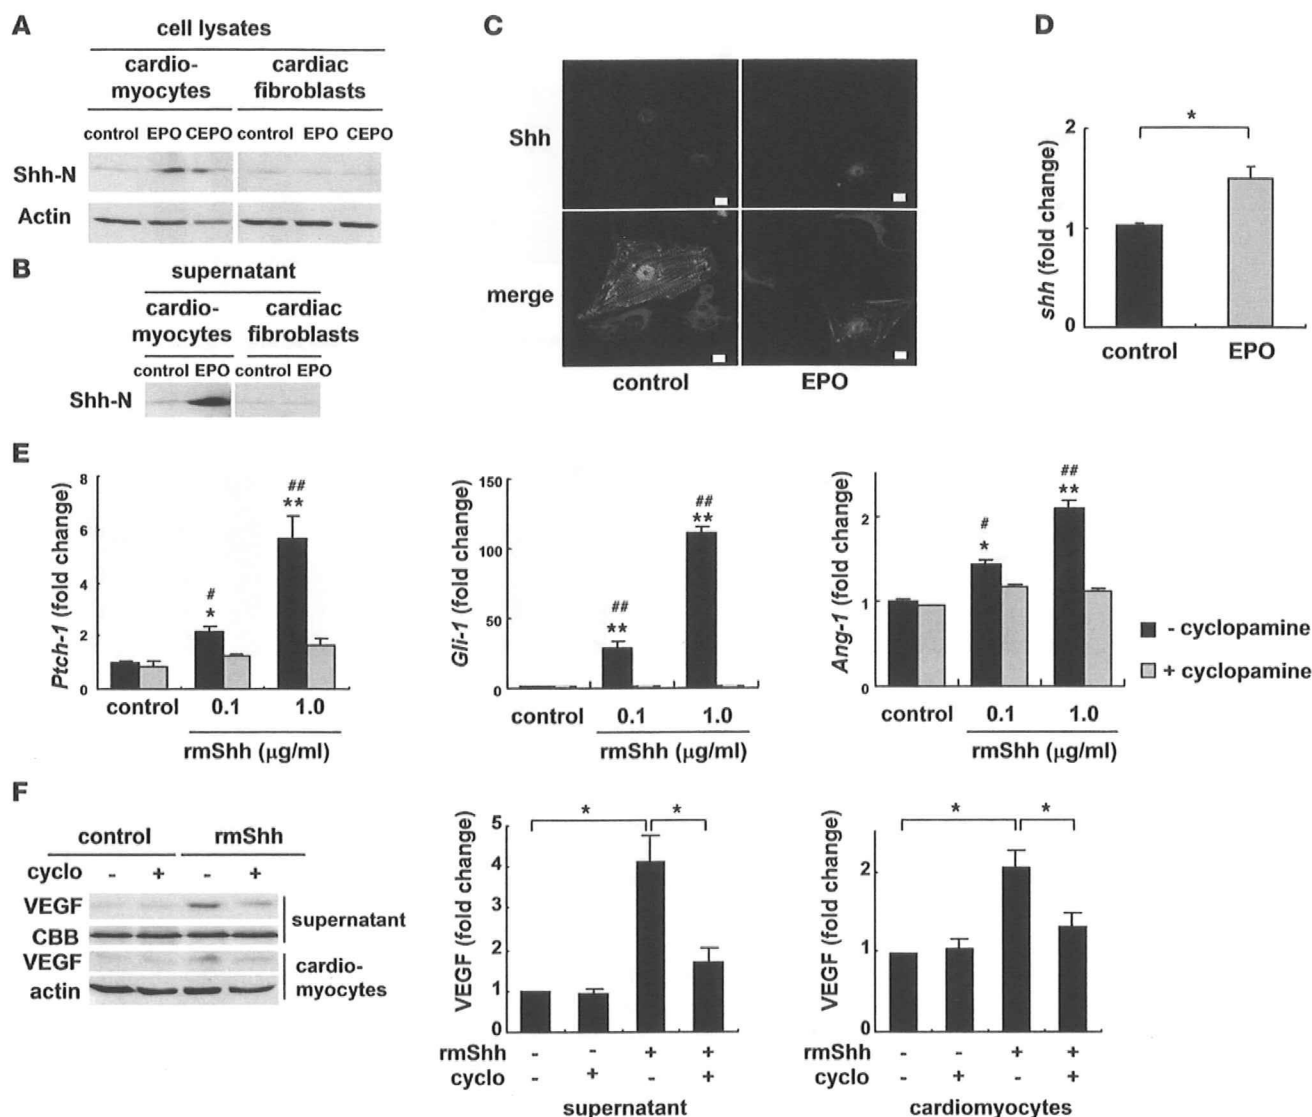 A
cell lysates
cardio-
myocytes
cardiac
fibroblasts
control EPO CEPO control EPO CEPO
Shh-N
Actin
B
supernatant
cardio-
myocytes
cardiac
fibroblasts
control EPO control EPO
Shh-N
C
Shh
merge
control
EPO
D
shh (fold change)
2
1
0
*
control
EPO
E
Ptch-1 (fold change)
8
6
4
2
0
#
*
##
**
control
0.1
1.0
rmShh (μg/ml)
Gli-1 (fold change)
150
100
50
0
##
**
##
**
control
0.1
1.0
rmShh (μg/ml)
Ang-1 (fold change)
2
1
0
#
*
##
**
control
0.1
1.0
rmShh (μg/ml)
- cyclopamine
+ cyclopamine
F
control
rmShh
cyclo - + - +
VEGF
CBB
supernatant
VEGF
actin
cardio-
myocytes
VEGF (fold change)
5
4
3
2
1
0
*
*
rmShh - - + +
cyclo - + - +
supernatant
VEGF (fold change)
2
1
0
*
*
rmShh - - + +
cyclo - + - +
cardiomyocytes